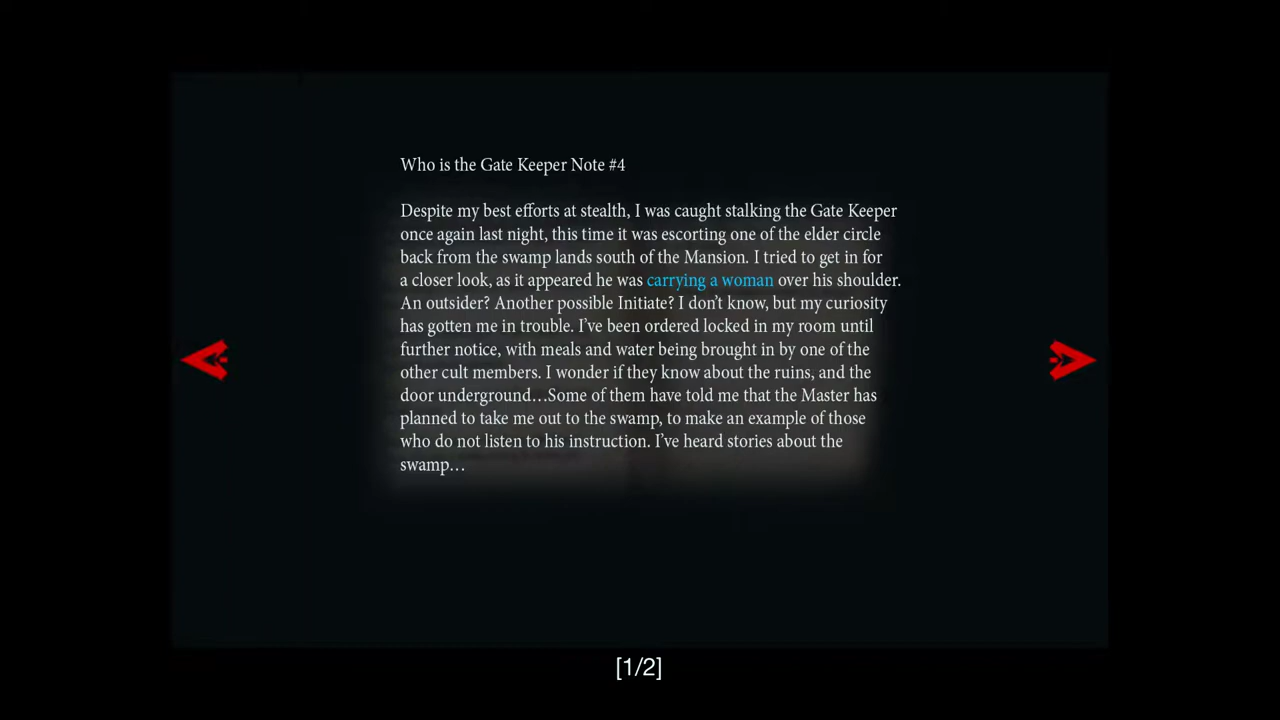 Who is the Gate Keeper Note #4
Despite my best efforts at stealth, I was caught stalking the Gate Keeper
once again last night, this time it was escorting one of the elder circle
back from the swamp lands south of the Mansion. I tried to get in for
a closer look, as it appeared he was carrying a woman over his shoulder.
An outsider? Another possible Initiate? I don’t know, but my curiosity
has gotten me in trouble. I’ve been ordered locked in my room until
further notice, with meals and water being brought in by one of the
other cult members. I wonder if they know about the ruins, and the
door underground…Some of them have told me that the Master has
planned to take me out to the swamp, to make an example of those
who do not listen to his instruction. I’ve heard stories about the
swamp…
[1/2]